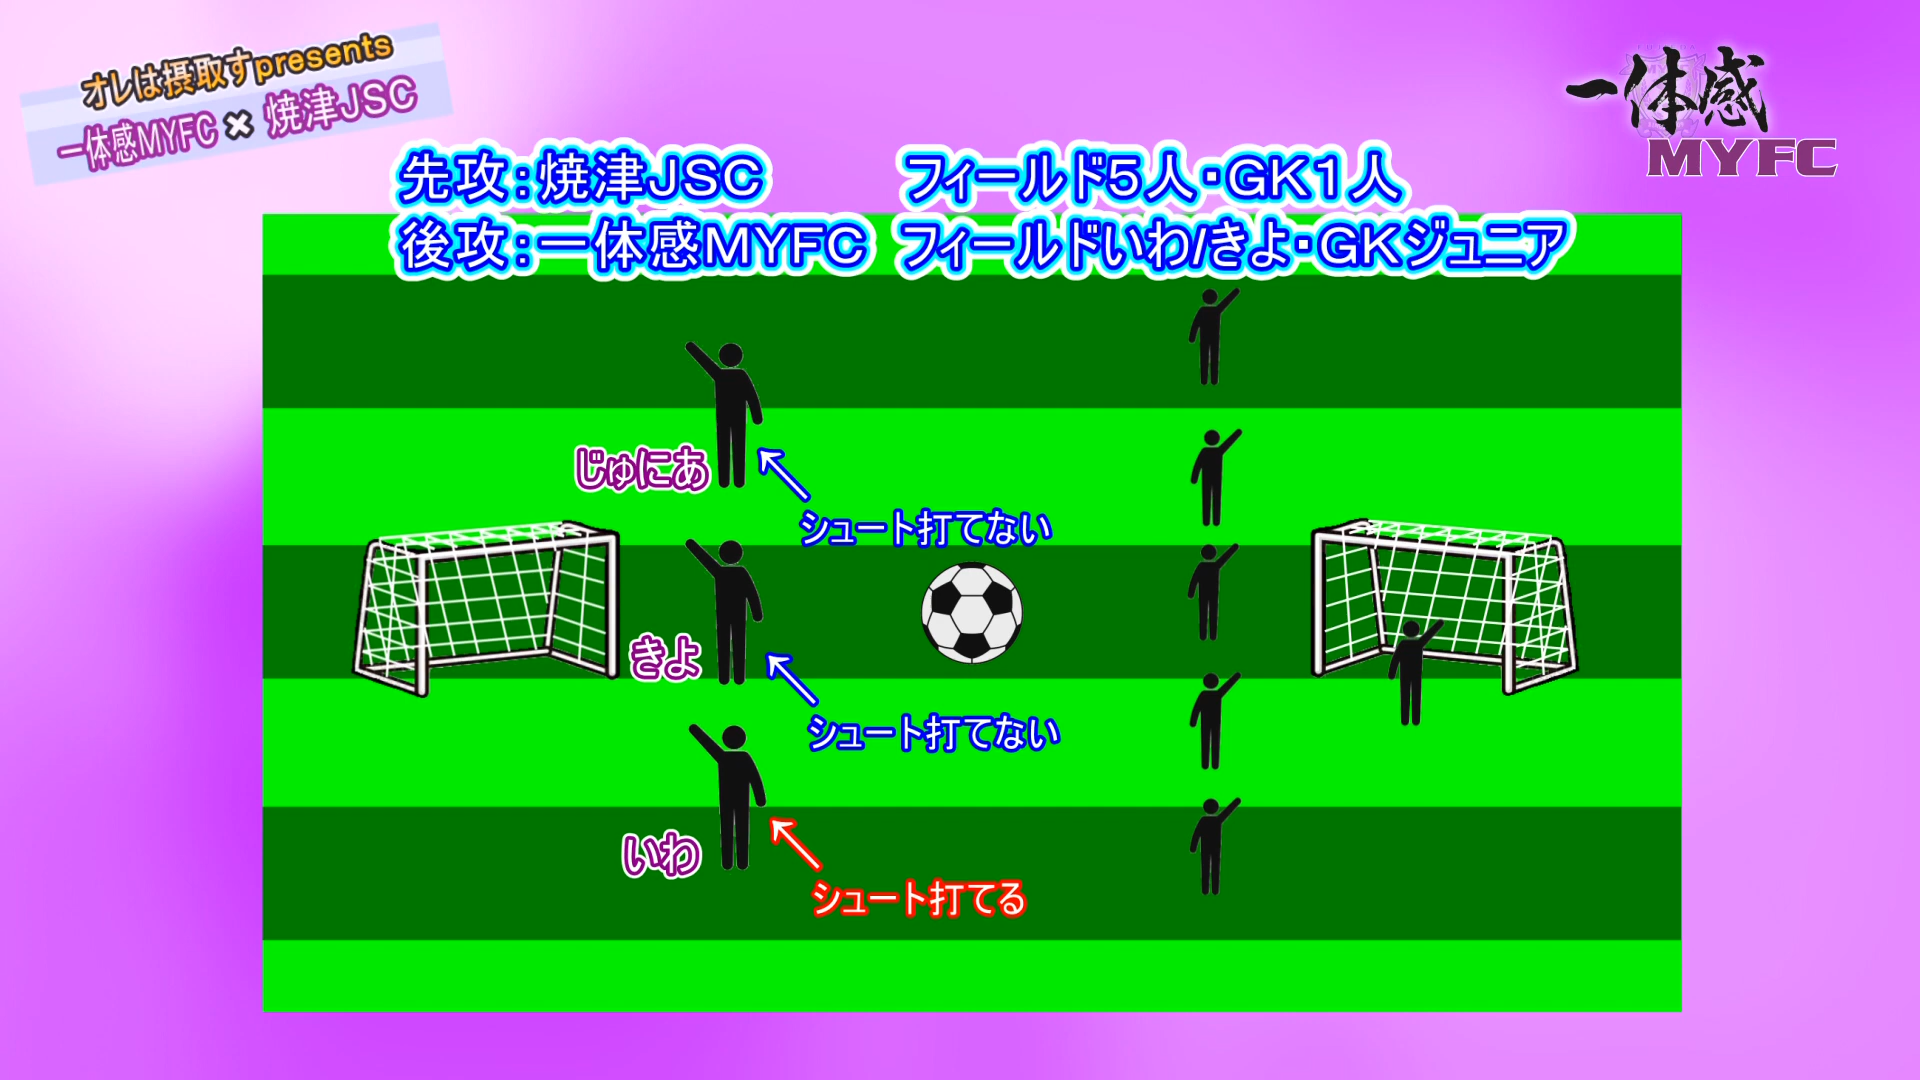 オレは摂取すpresents
一体感MYFC×焼津JSC
一体感
MYFC
先攻：焼津JSC　フィールド5人・GK1人
後攻：一体感MYFC　フィールドいわ/きよ・GKジュニア
じゅにあ
シュート打てない
きよ
シュート打てない
いわ
シュート打てる